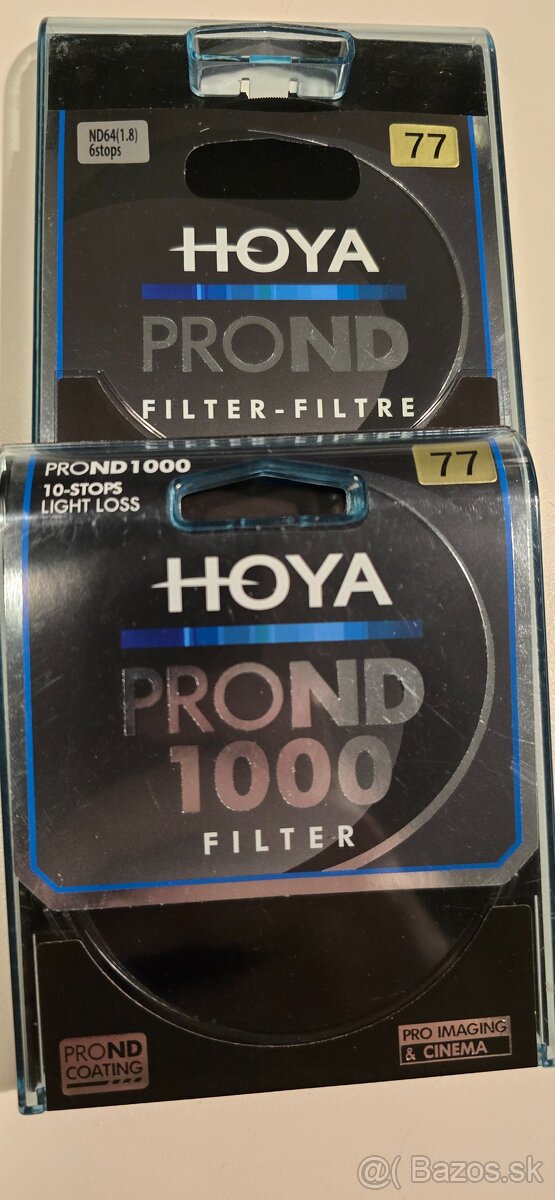 ND64(1.8)
6stops
77
HOYA
PROND
FILTER-FILTRE
PROND1000
10-STOPS
LIGHT LOSS
77
HOYA
PROND
1000
FILTER
PROND
COATING
PRO IMAGING
& CINEMA
@( Bazos.sk